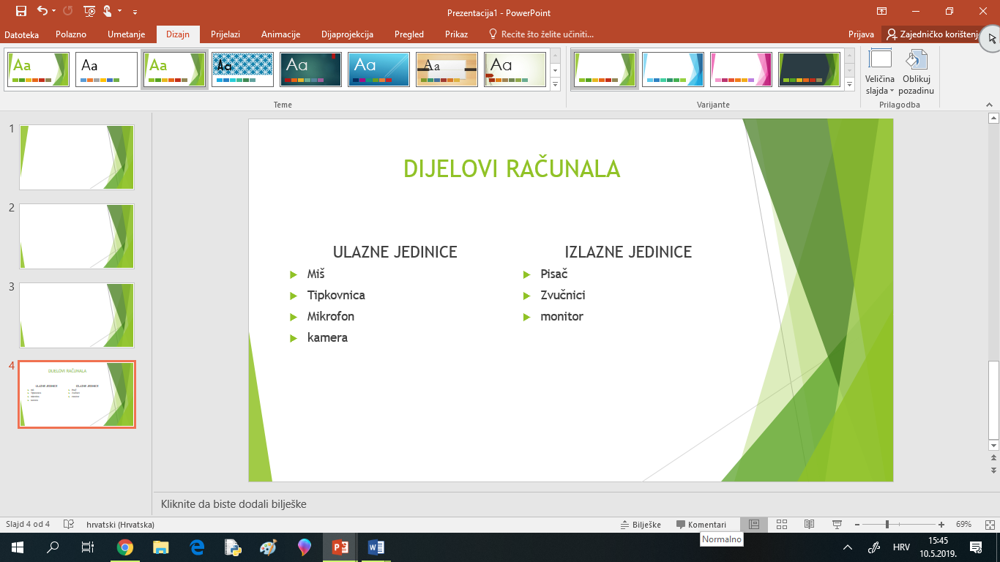 Prezentacija1 - PowerPoint
Datoteka Polazno Umetanje Dizajn Prijelazi Animacije Dijaprojekcija Pregled Prikaz Recite što želite učiniti... Prijava Zajedničko korištenj
Aa Aa Aa Aa Aa Aa Aa Aa
Veličina slajda
Oblikuj pozadinu
Teme Varijante Prilagodba
1
2
3
4
DIJELOVI RAČUNALA
ULAZNE JEDINICE
Miš
Tipkovnica
Mikrofon
kamera
IZLAZNE JEDINICE
Pisač
Zvučnici
monitor
Kliknite da biste dodali bilješke
Slajd 4 od 4 hrvatski (Hrvatska) Bilješke Komentari 69%
Normalno
HRV
15:45
10.5.2019.